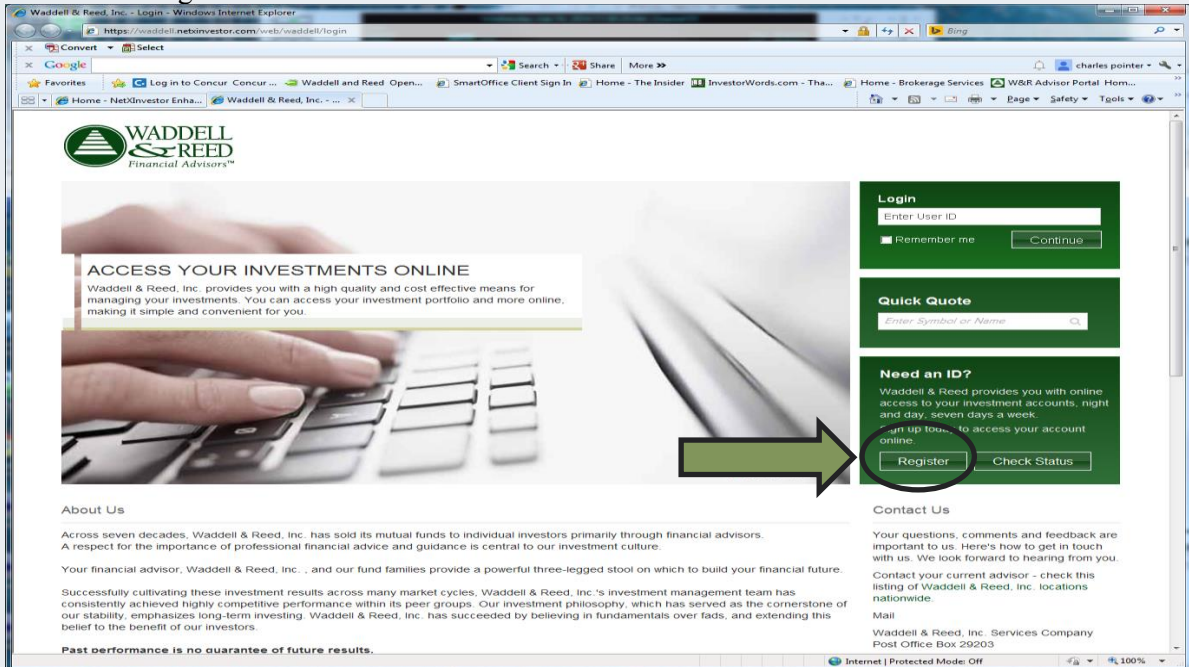 Waddell & Reed, Inc. - Login - Windows Internet Explorer
https://waddell.netxinvestor.com/web/waddell/login
Bing
x Convert Select
x Google Search Share More >> charles pointer
Favorites Log in to Concur Concur ... Waddell and Reed Open... SmartOffice Client Sign In Home - The Insider InvestorWords.com - Tha... Home - Brokerage Services W&R Advisor Portal Hom...
Home - NetXInvestor Enha... Waddell & Reed, Inc. - ... x Page Safety Tools
WADDELL
& REED
Financial Advisors™
ACCESS YOUR INVESTMENTS ONLINE
Waddell & Reed, Inc. provides you with a high quality and cost effective means for
managing your investments. You can access your investment portfolio and more online,
making it simple and convenient for you.
Login
Enter User ID
Remember me Continue
Quick Quote
Enter Symbol or Name
Need an ID?
Waddell & Reed provides you with online
access to your investment accounts, night
and day, seven days a week.
Sign up today to access your account
online.
Register Check Status
About Us
Across seven decades, Waddell & Reed, Inc. has sold its mutual funds to individual investors primarily through financial advisors.
A respect for the importance of professional financial advice and guidance is central to our investment culture.
Your financial advisor, Waddell & Reed, Inc. , and our fund families provide a powerful three-legged stool on which to build your financial future.
Successfully cultivating these investment results across many market cycles, Waddell & Reed, Inc.'s investment management team has
consistently achieved highly competitive performance within its peer groups. Our investment philosophy, which has served as the cornerstone of
our stability, emphasizes long-term investing. Waddell & Reed, Inc. has succeeded by believing in fundamentals over fads, and extending this
belief to the benefit of our investors.
Past performance is no guarantee of future results.
Contact Us
Your questions, comments and feedback are
important to us. Here's how to get in touch
with us. We look forward to hearing from you.
Contact your current advisor - check this
listing of Waddell & Reed, Inc. locations
nationwide.
Mail
Waddell & Reed, Inc. Services Company
Post Office Box 29203
Internet | Protected Mode: Off 100%